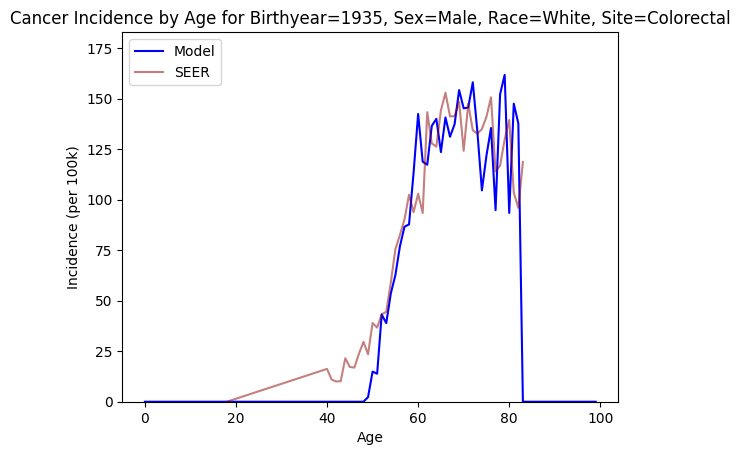 Cancer Incidence by Age for Birthyear=1935, Sex=Male, Race=White, Site=Colorectal
Model
SEER
175
150
125
100
75
50
25
0
Incidence (per 100k)
0 20 40 60 80 100
Age